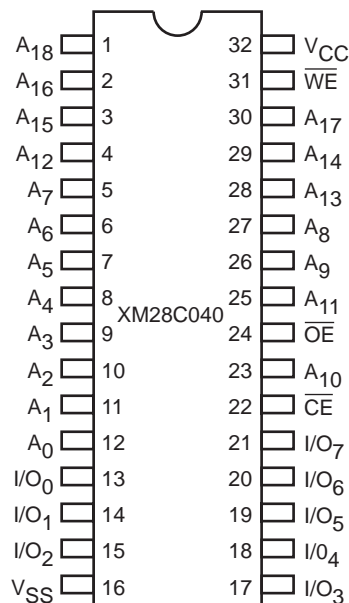 A18 1 32 VCC
A16 2 31 WE
A15 3 30 A17
A12 4 29 A14
A7 5 28 A13
A6 6 27 A8
A5 7 26 A9
A4 8 25 A11
XM28C040
A3 9 24 OE
A2 10 23 A10
A1 11 22 CE
A0 12 21 I/O7
I/O0 13 20 I/O6
I/O1 14 19 I/O5
I/O2 15 18 I/04
VSS 16 17 I/O3